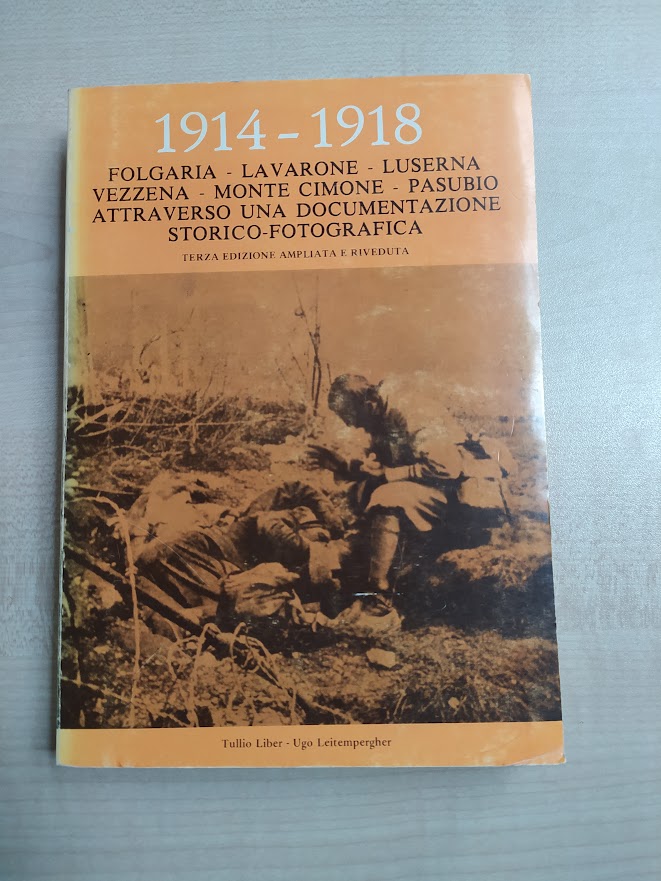 1914 - 1918
FOLGARIA - LAVARONE - LUSERNA
VEZZENA - MONTE CIMONE - PASUBIO
ATTRAVERSO UNA DOCUMENTAZIONE
STORICO-FOTOGRAFICA
TERZA EDIZIONE AMPLIATA E RIVEDUTA
Tullio Liber - Ugo Leitempergher